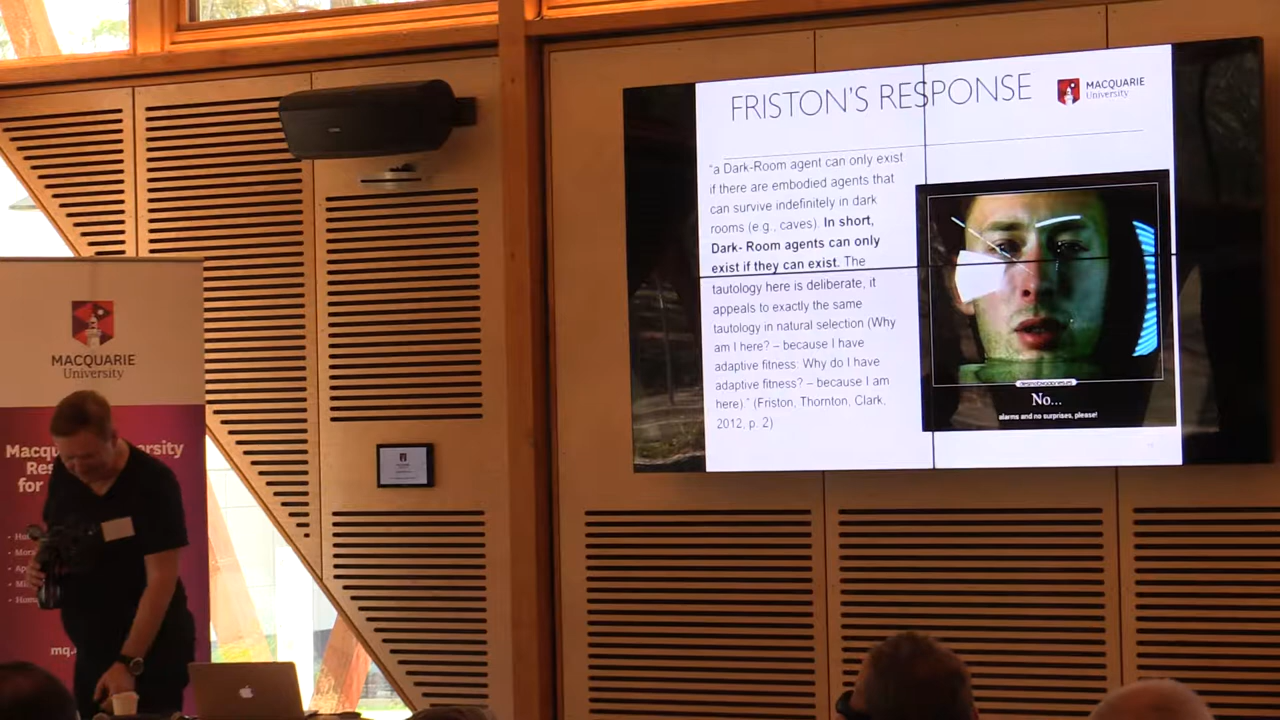 FRISTON'S RESPONSE
MACQUARIE
University
"a Dark-Room agent can only exist
if there are embodied agents that
can survive indefinitely in dark
rooms (e.g., caves). In short,
Dark- Room agents can only
exist if they can exist. The
tautology here is deliberate, it
appeals to exactly the same
tautology in natural selection (Why
am I here? – because I have
adaptive fitness: Why do I have
adaptive fitness? – because I am
here)." (Friston, Thornton, Clark,
2012, p. 2)
No...
alarms and no surprises, please!
MACQUARIE
University
Macqu
ersity
Res
for
mq.